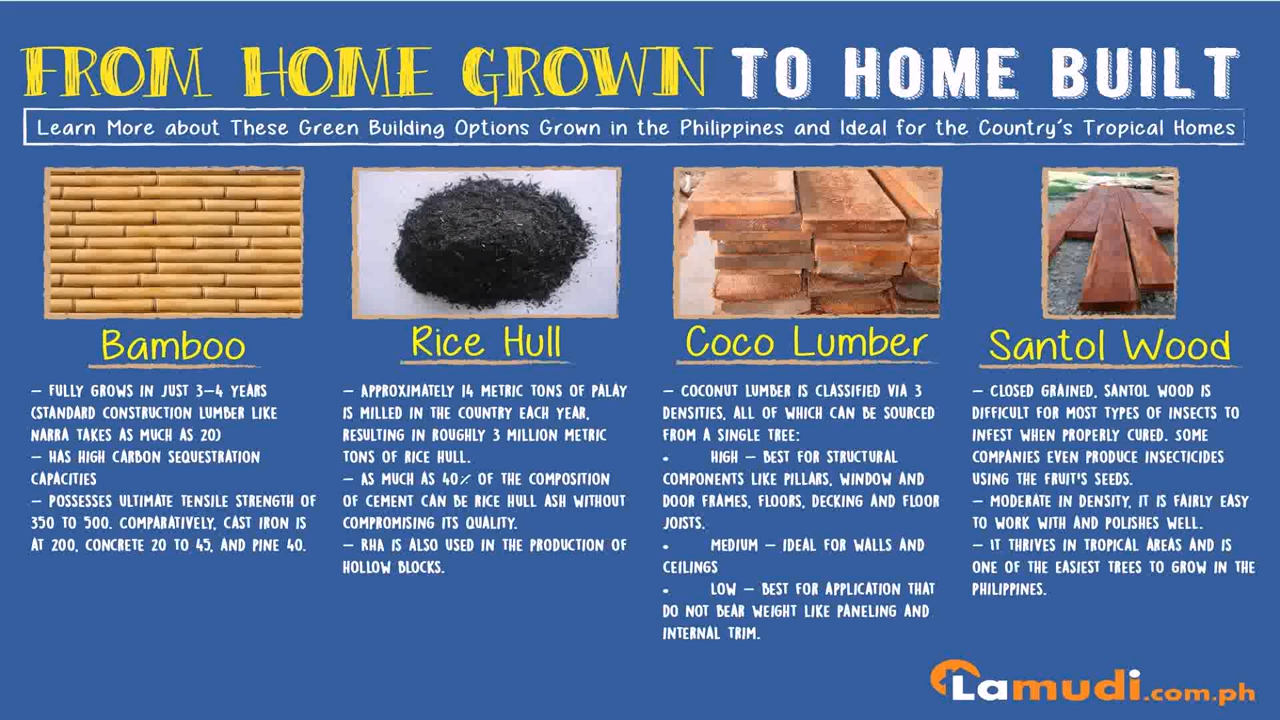 FROM HOME GROWN TO HOME BUILT
Learn More about These Green Building Options Grown in the Philippines and Ideal for the Country's Tropical Homes
Bamboo
– FULLY GROWS IN JUST 3–4 YEARS
(STANDARD CONSTRUCTION LUMBER LIKE
NARRA TAKES AS MUCH AS 20)
– HAS HIGH CARBON SEQUESTRATION
CAPACITIES
– POSSESSES ULTIMATE TENSILE STRENGTH OF
350 TO 500. COMPARATIVELY, CAST IRON IS
AT 200, CONCRETE 20 TO 45, AND PINE 40.
Rice Hull
– APPROXIMATELY 14 METRIC TONS OF PALAY
IS MILLED IN THE COUNTRY EACH YEAR,
RESULTING IN ROUGHLY 3 MILLION METRIC
TONS OF RICE HULL.
– AS MUCH AS 40% OF THE COMPOSITION
OF CEMENT CAN BE RICE HULL ASH WITHOUT
COMPROMISING ITS QUALITY.
– RHA IS ALSO USED IN THE PRODUCTION OF
HOLLOW BLOCKS.
Coco Lumber
– COCONUT LUMBER IS CLASSIFIED VIA 3
DENSITIES, ALL OF WHICH CAN BE SOURCED
FROM A SINGLE TREE:
• HIGH – BEST FOR STRUCTURAL
COMPONENTS LIKE PILLARS, WINDOW AND
DOOR FRAMES, FLOORS, DECKING AND FLOOR
JOISTS.
• MEDIUM – IDEAL FOR WALLS AND
CEILINGS
• LOW – BEST FOR APPLICATION THAT
DO NOT BEAR WEIGHT LIKE PANELING AND
INTERNAL TRIM.
Santol Wood
– CLOSED GRAINED, SANTOL WOOD IS
DIFFICULT FOR MOST TYPES OF INSECTS TO
INFEST WHEN PROPERLY CURED. SOME
COMPANIES EVEN PRODUCE INSECTICIDES
USING THE FRUIT'S SEEDS.
– MODERATE IN DENSITY, IT IS FAIRLY EASY
TO WORK WITH AND POLISHES WELL.
– IT THRIVES IN TROPICAL AREAS AND IS
ONE OF THE EASIEST TREES TO GROW IN THE
PHILIPPINES.
Lamudi.com.ph